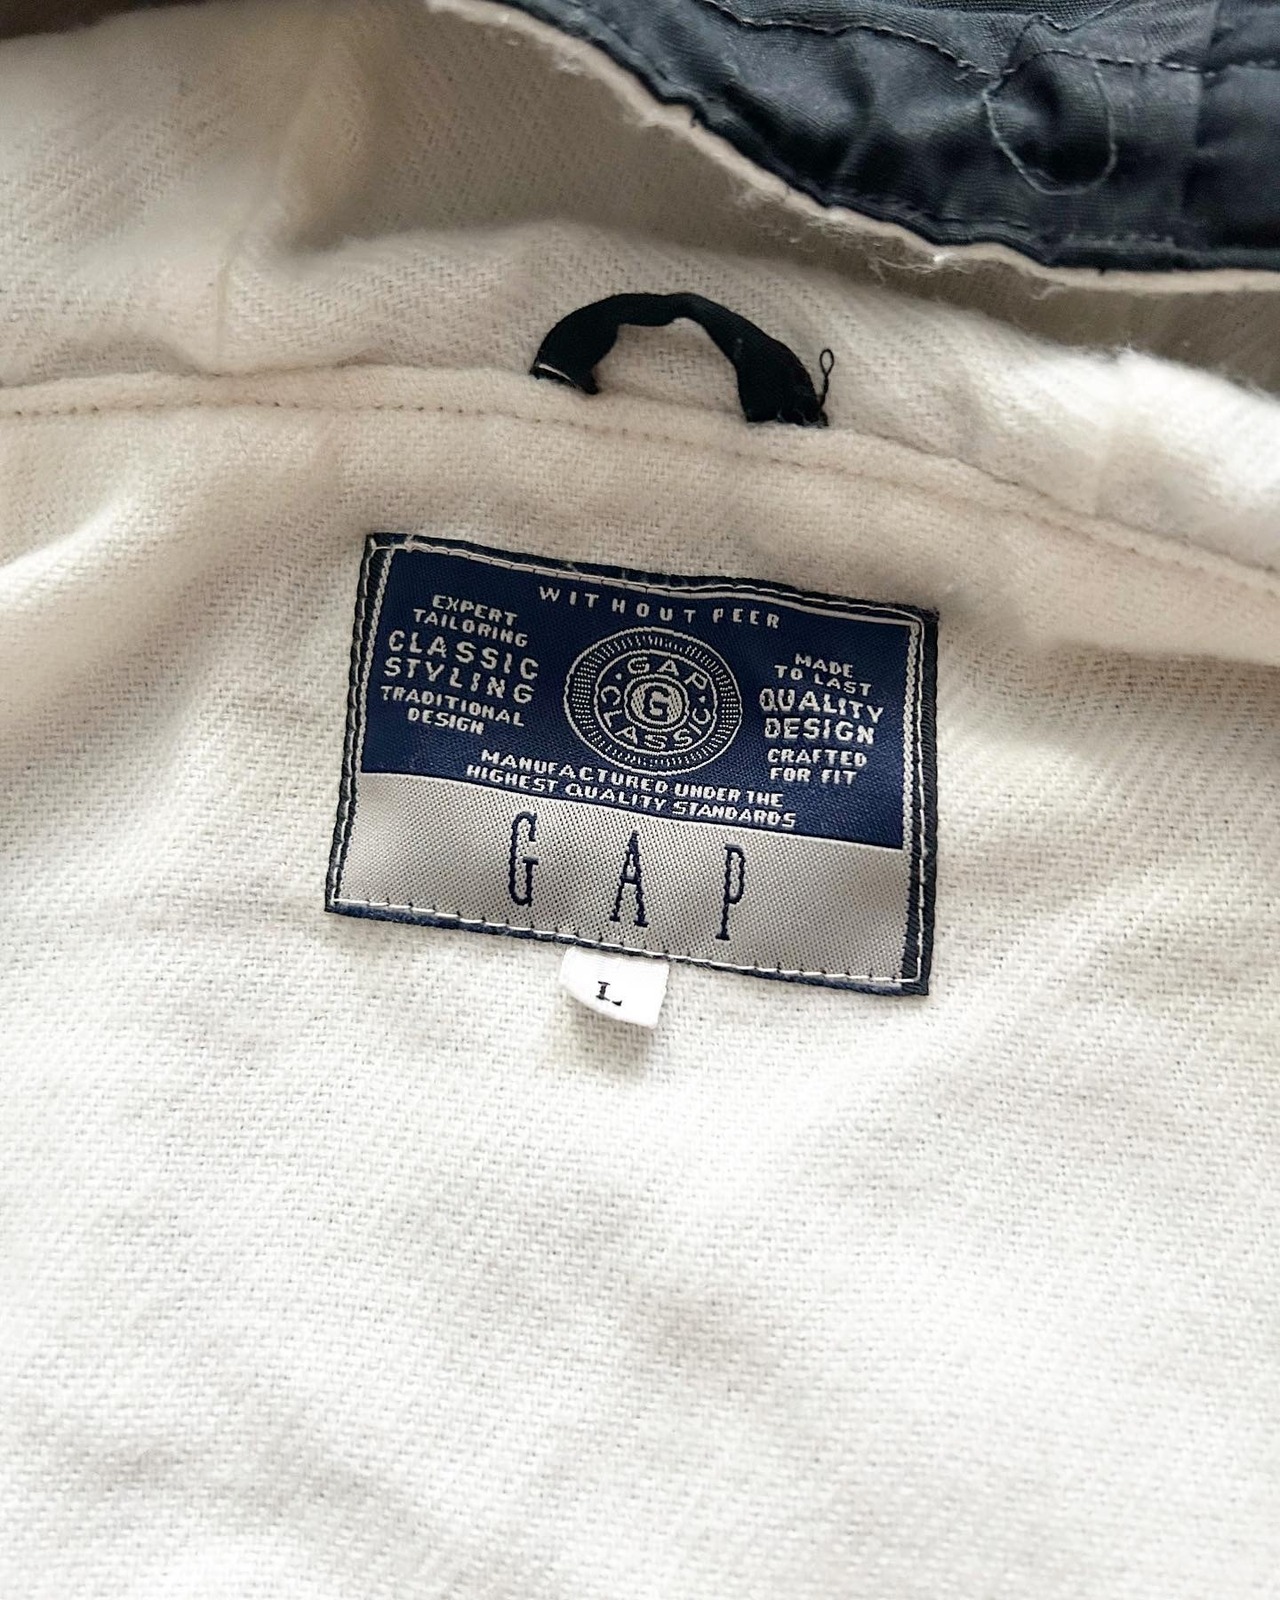 WITHOUT PEER
EXPERT
TAILORING
CLASSIC
STYLING
TRADITIONAL
DESIGN
GAP
G
CLASSIC
MADE
TO LAST
QUALITY
DESIGN
CRAFTED
FOR FIT
MANUFACTURED UNDER THE
HIGHEST QUALITY STANDARDS
GAP
L